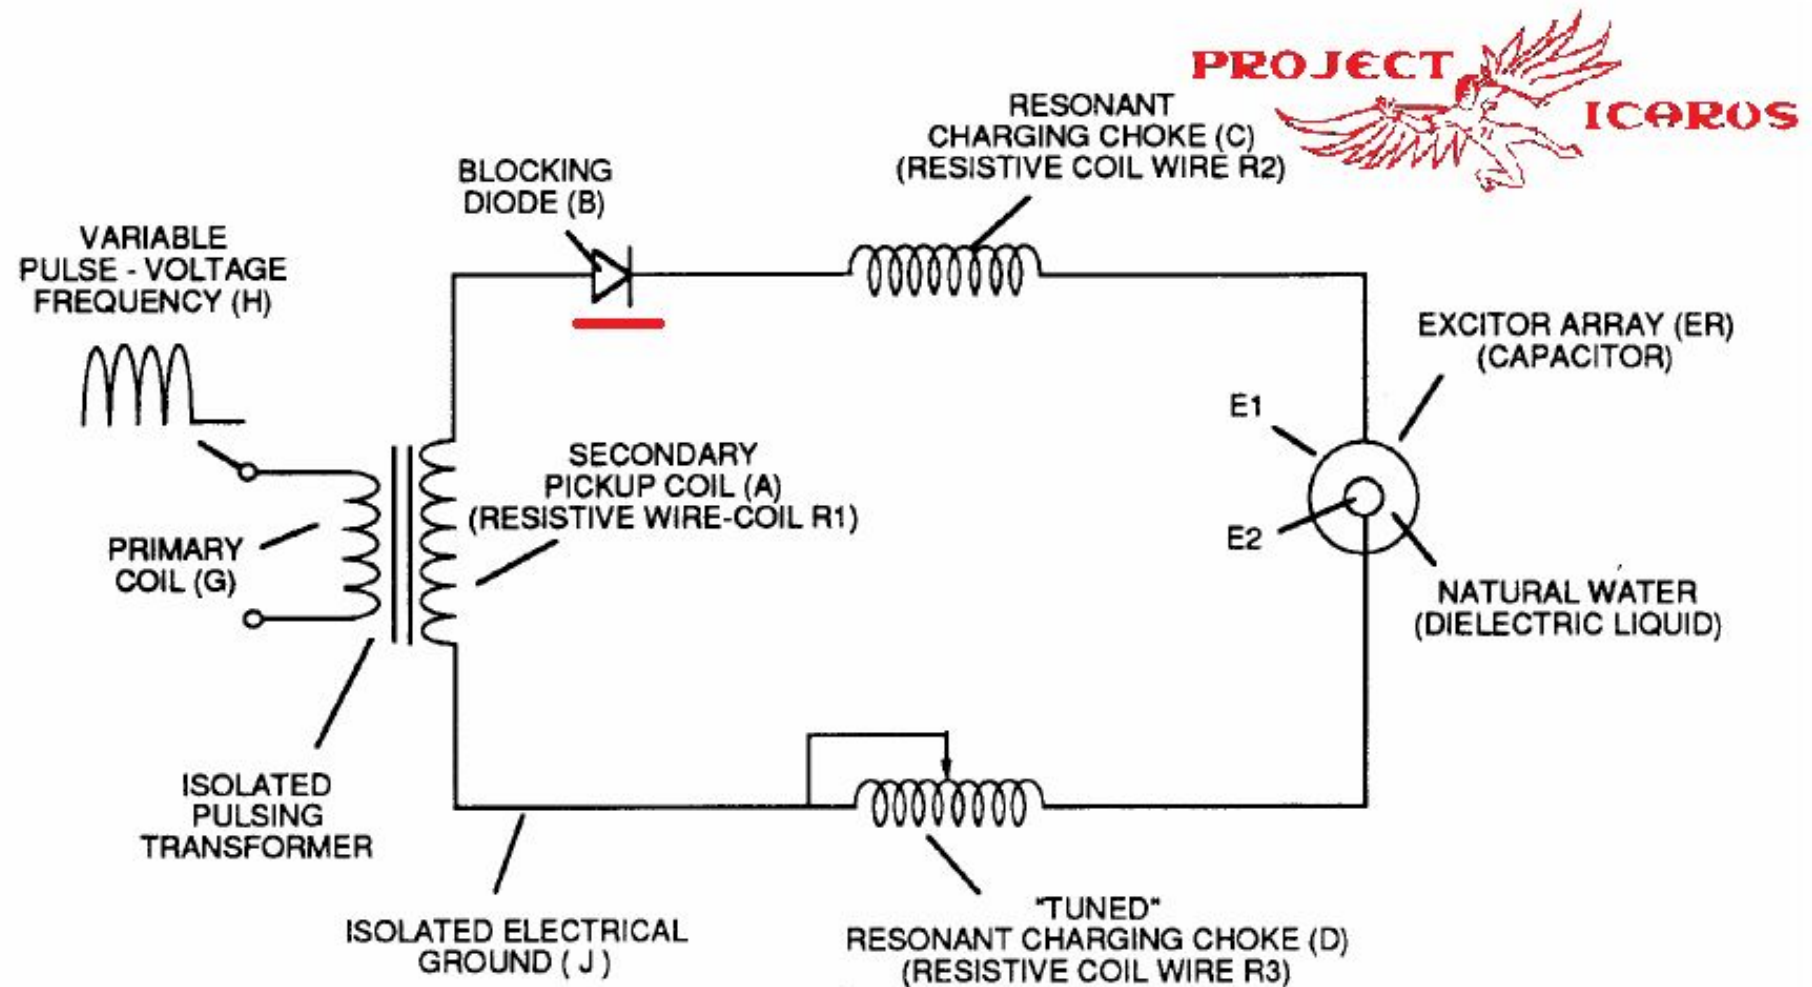 PROJECT
ICAROS
RESONANT
CHARGING CHOKE (C)
(RESISTIVE COIL WIRE R2)
BLOCKING
DIODE (B)
VARIABLE
PULSE - VOLTAGE
FREQUENCY (H)
EXCITOR ARRAY (ER)
(CAPACITOR)
E1
SECONDARY
PICKUP COIL (A)
(RESISTIVE WIRE-COIL R1)
E2
PRIMARY
COIL (G)
NATURAL WATER
(DIELECTRIC LIQUID)
ISOLATED
PULSING
TRANSFORMER
"TUNED"
RESONANT CHARGING CHOKE (D)
(RESISTIVE COIL WIRE R3)
ISOLATED ELECTRICAL
GROUND ( J )